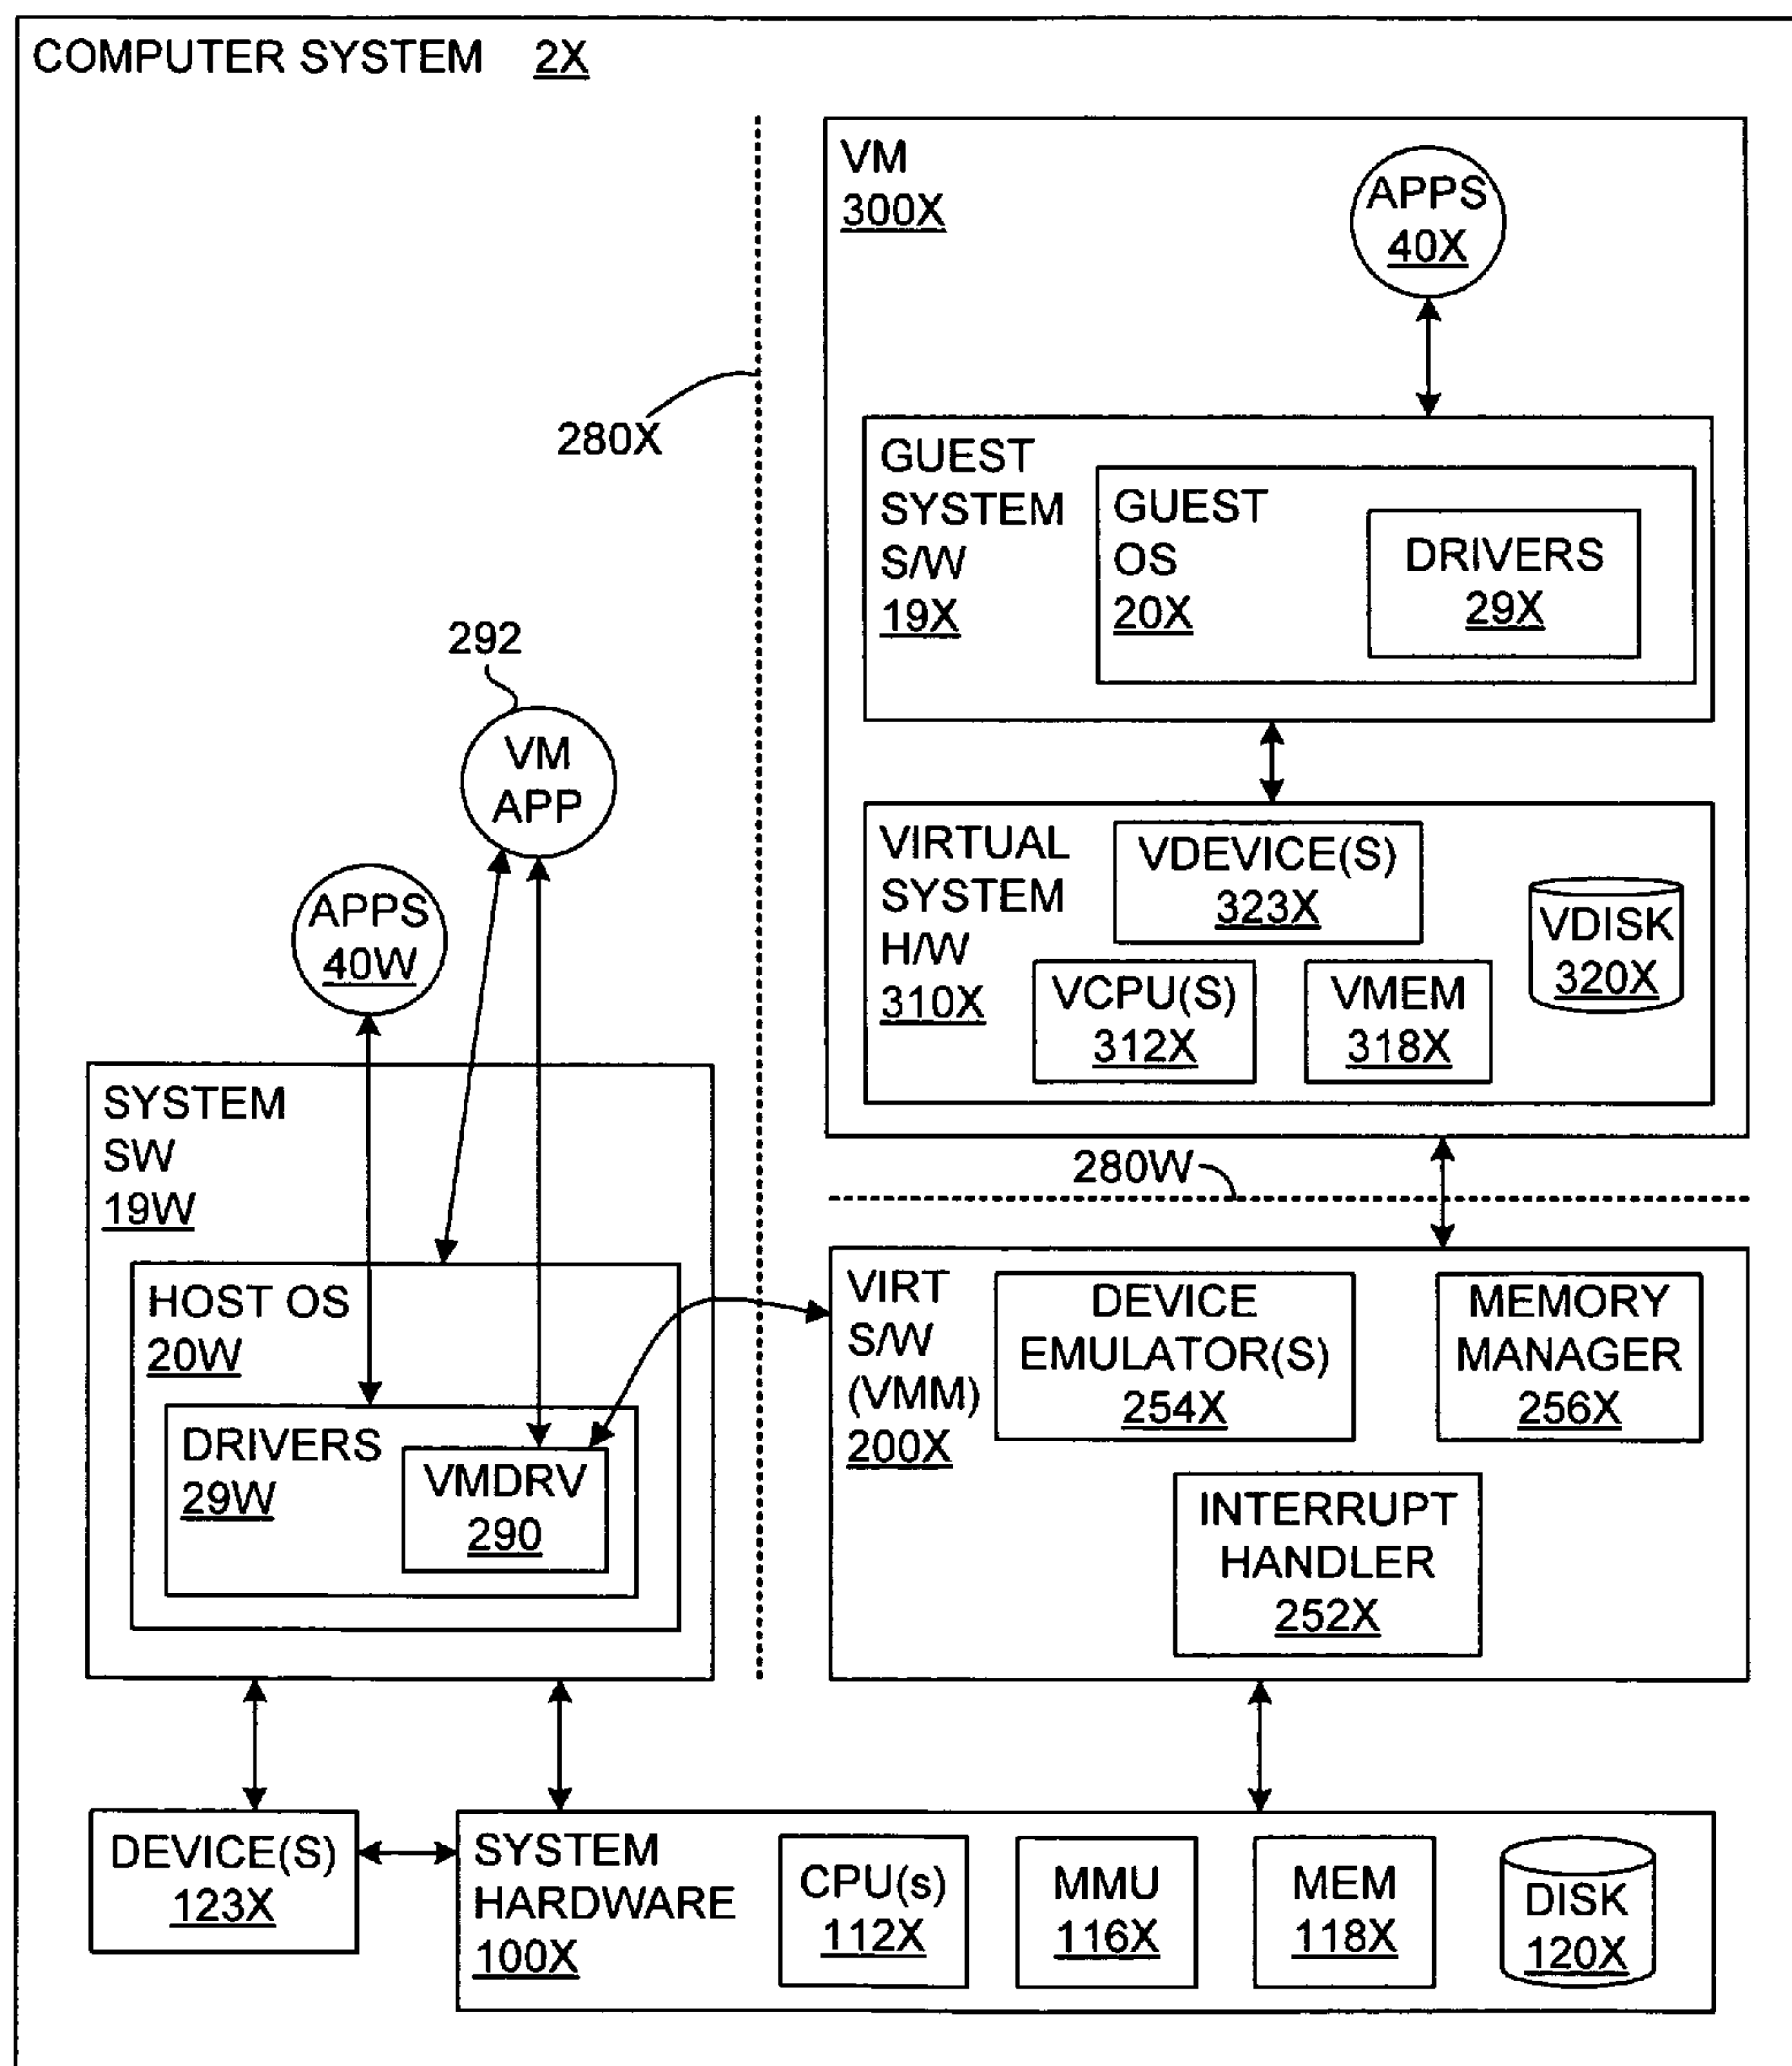 COMPUTER SYSTEM 2X
VM
300X
APPS
40X
280X
GUEST
SYSTEM
S/W
19X
GUEST
OS
20X
DRIVERS
29X
292
VM
APP
APPS
40W
VIRTUAL
SYSTEM
H/W
310X
VDEVICE(S)
323X
VCPU(S)
312X
VMEM
318X
VDISK
320X
SYSTEM
SW
19W
HOST OS
20W
DRIVERS
29W
VMDRV
290
280W
VIRT
S/W
(VMM)
200X
DEVICE
EMULATOR(S)
254X
MEMORY
MANAGER
256X
INTERRUPT
HANDLER
252X
DEVICE(S)
123X
SYSTEM
HARDWARE
100X
CPU(s)
112X
MMU
116X
MEM
118X
DISK
120X